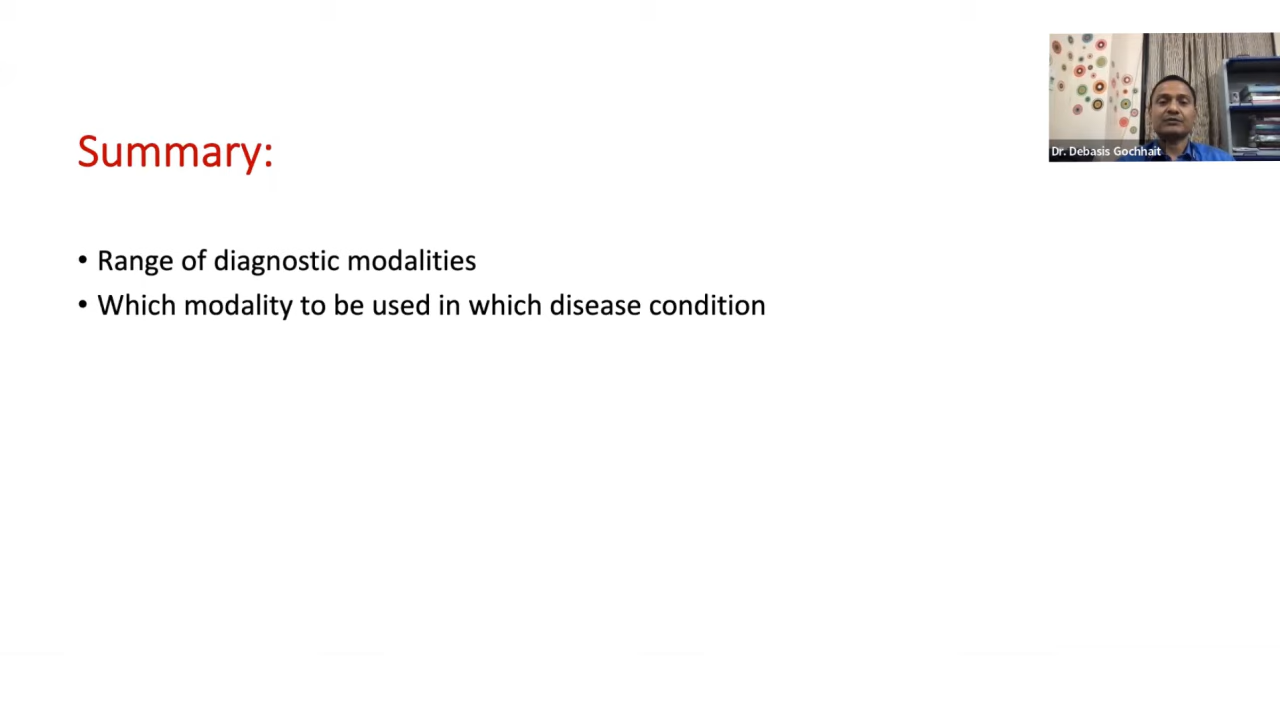 Dr. Debasis Gochhait
Summary:
• Range of diagnostic modalities
• Which modality to be used in which disease condition